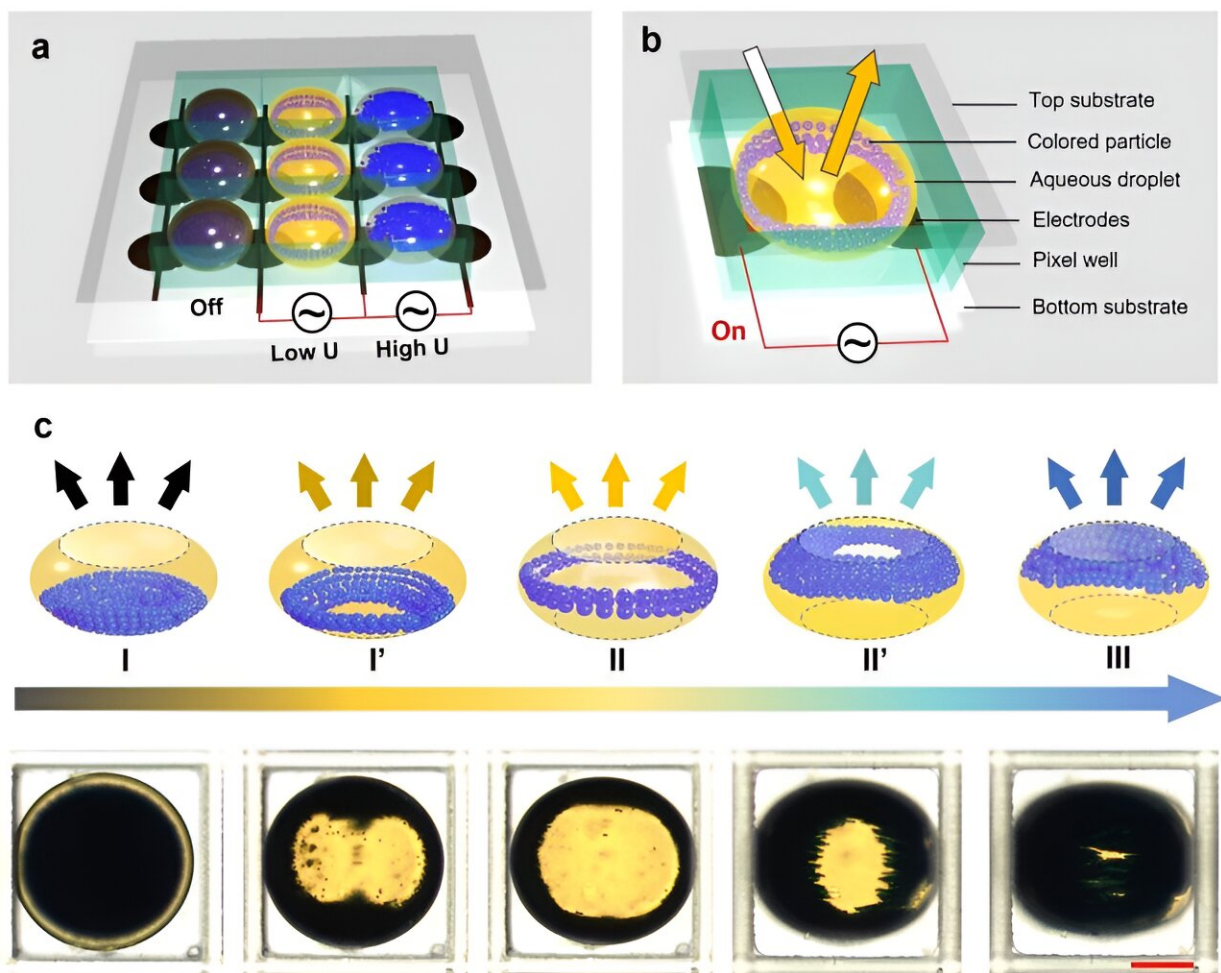 a
Off
Low U
High U
~
~
b
Top substrate
Colored particle
Aqueous droplet
Electrodes
Pixel well
Bottom substrate
On
~
c
I
I'
II
II'
III